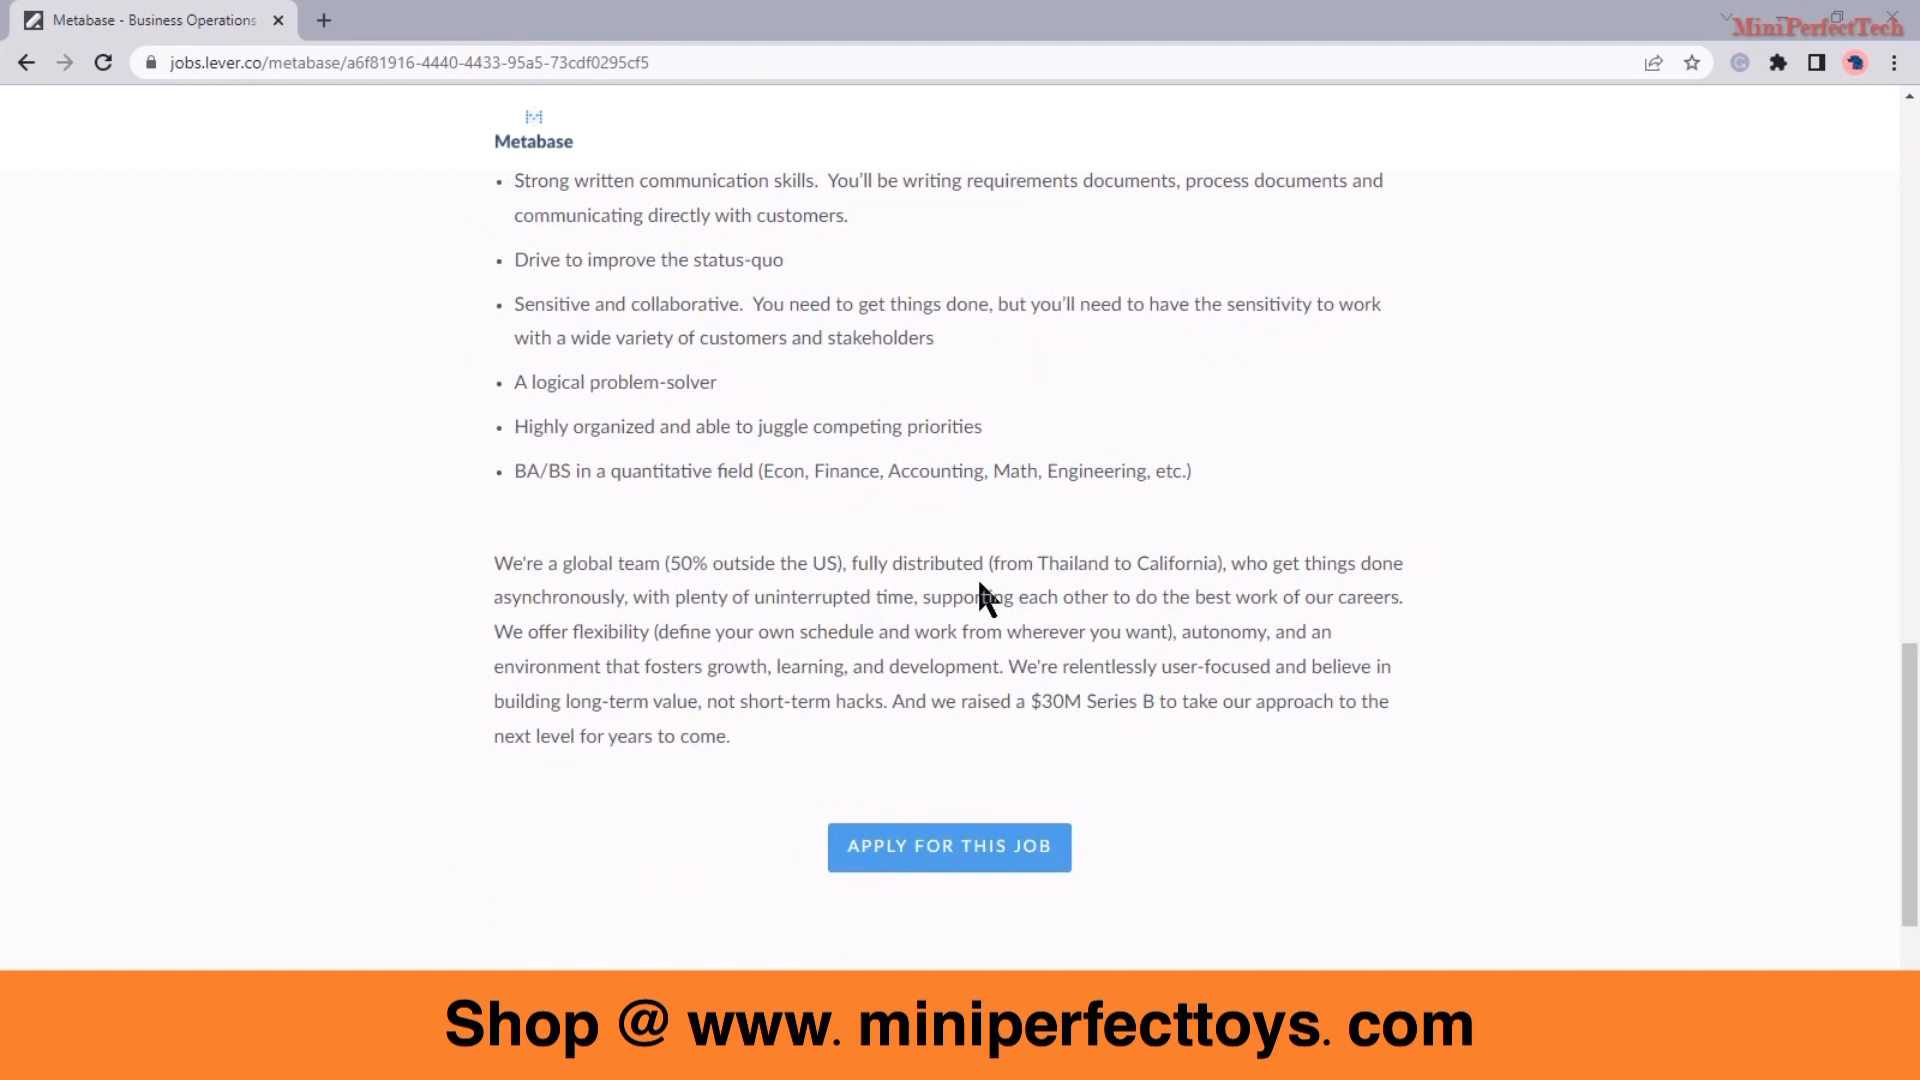 Metabase - Business Operations
MiniPerfectTech
jobs.lever.co/metabase/a6f81916-4440-4433-95a5-73cdf0295cf5
Metabase
• Strong written communication skills. You'll be writing requirements documents, process documents and
communicating directly with customers.
• Drive to improve the status-quo
• Sensitive and collaborative. You need to get things done, but you'll need to have the sensitivity to work
with a wide variety of customers and stakeholders
• A logical problem-solver
• Highly organized and able to juggle competing priorities
• BA/BS in a quantitative field (Econ, Finance, Accounting, Math, Engineering, etc.)
We're a global team (50% outside the US), fully distributed (from Thailand to California), who get things done
asynchronously, with plenty of uninterrupted time, supporting each other to do the best work of our careers.
We offer flexibility (define your own schedule and work from wherever you want), autonomy, and an
environment that fosters growth, learning, and development. We're relentlessly user-focused and believe in
building long-term value, not short-term hacks. And we raised a $30M Series B to take our approach to the
next level for years to come.
APPLY FOR THIS JOB
Shop @ www. miniperfecttoys. com